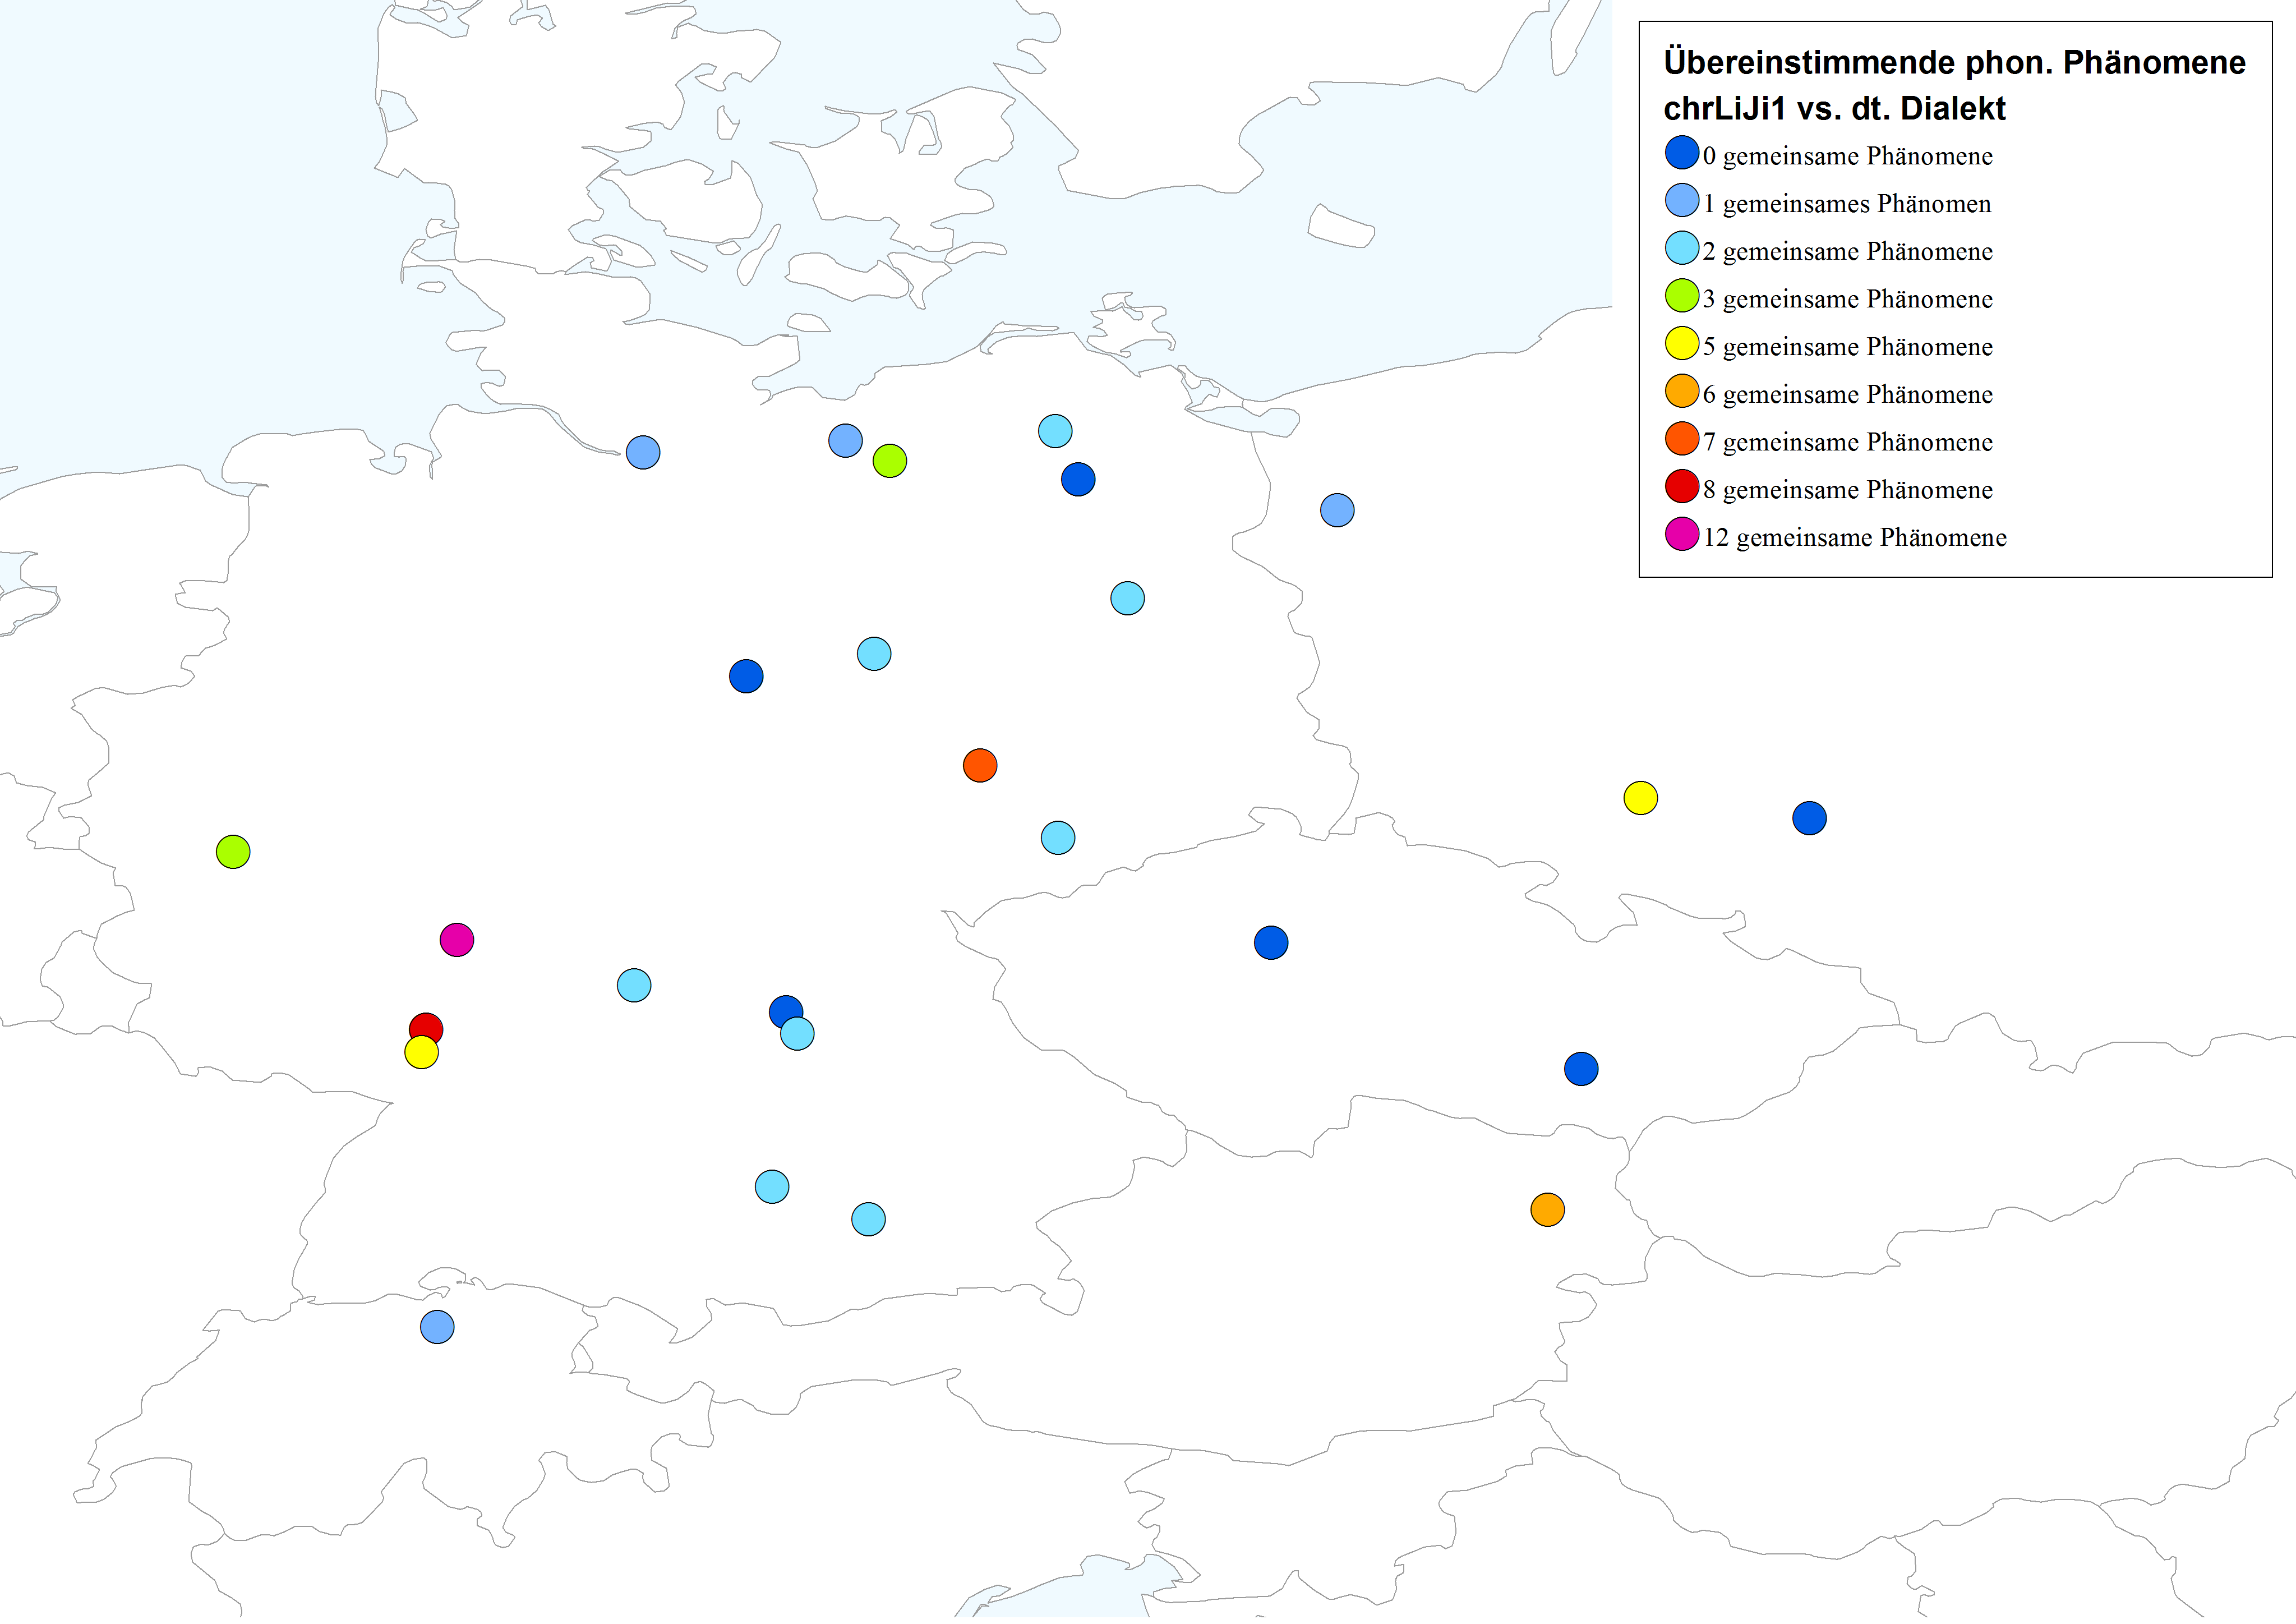 Übereinstimmende phon. Phänomene
chrLiJi1 vs. dt. Dialekt
0 gemeinsame Phänomene
1 gemeinsames Phänomen
2 gemeinsame Phänomene
3 gemeinsame Phänomene
5 gemeinsame Phänomene
6 gemeinsame Phänomene
7 gemeinsame Phänomene
8 gemeinsame Phänomene
12 gemeinsame Phänomene